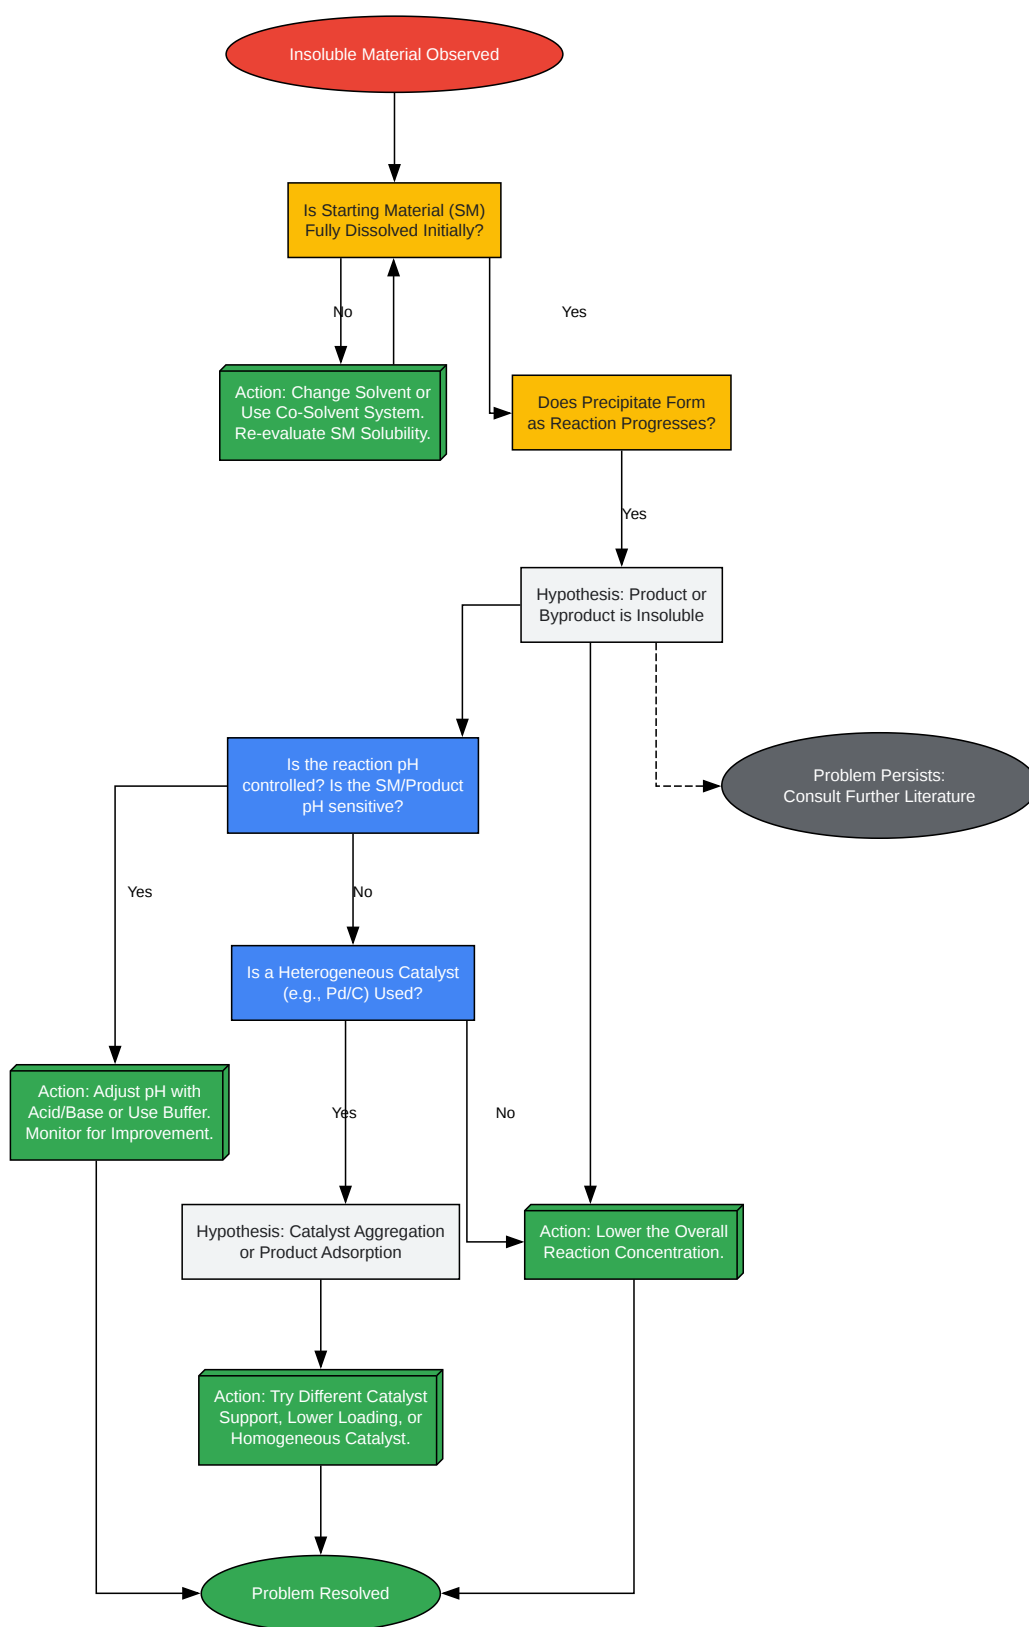 Insoluble Material Observed
Is Starting Material (SM)
Fully Dissolved Initially?
No
Yes
Action: Change Solvent or
Use Co-Solvent System.
Re-evaluate SM Solubility.
Does Precipitate Form
as Reaction Progresses?
Yes
Hypothesis: Product or
Byproduct is Insoluble
Is the reaction pH
controlled? Is the SM/Product
pH sensitive?
Problem Persists:
Consult Further Literature
Yes
No
Is a Heterogeneous Catalyst
(e.g., Pd/C) Used?
Action: Adjust pH with
Acid/Base or Use Buffer.
Monitor for Improvement.
Yes
No
Hypothesis: Catalyst Aggregation
or Product Adsorption
Action: Lower the Overall
Reaction Concentration.
Action: Try Different Catalyst
Support, Lower Loading, or
Homogeneous Catalyst.
Problem Resolved